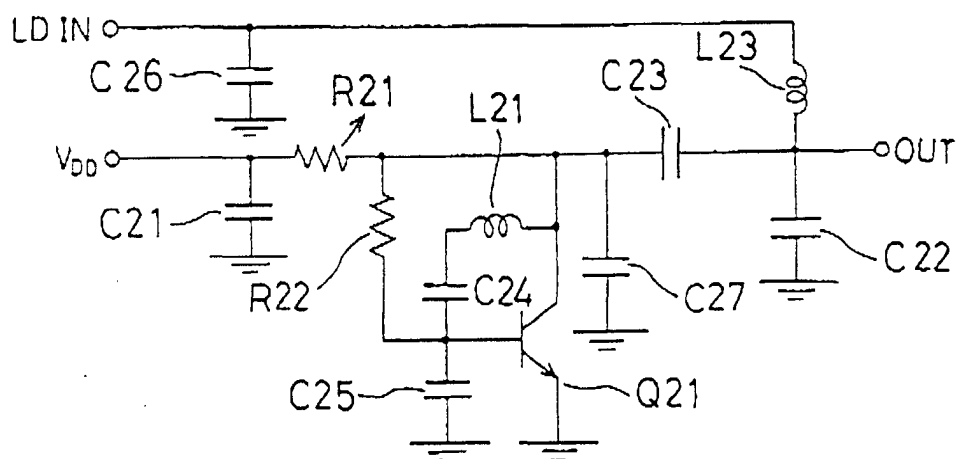 LD IN
L23
C26
C23
R21
L21
VDD
OUT
C21
C22
R22
C24
C27
C25
Q21